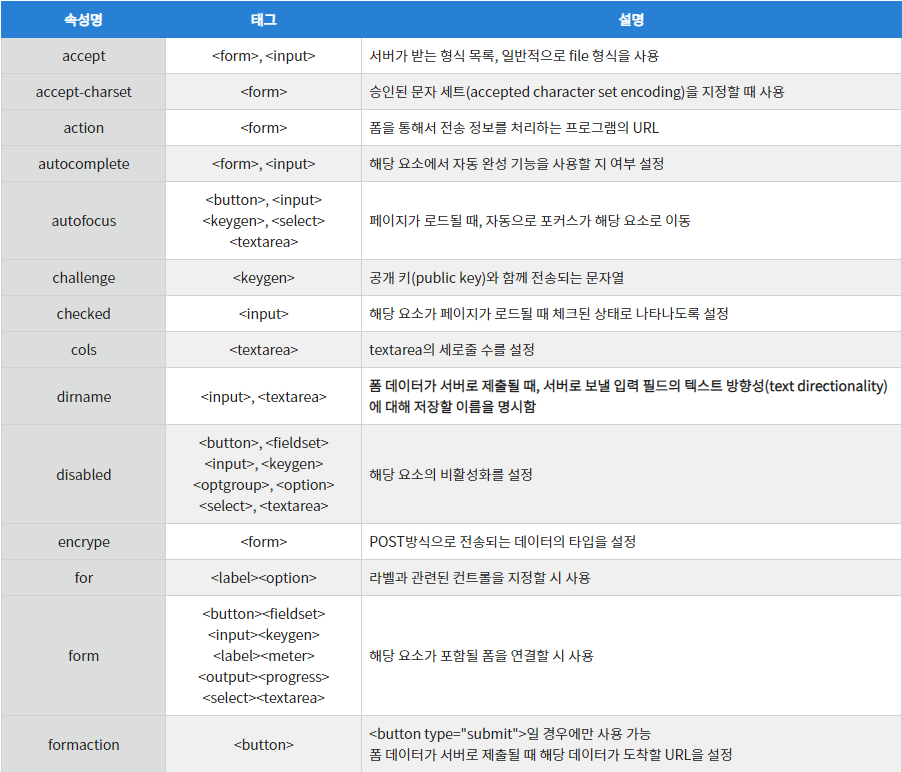 속성명 태그 설명
accept <form>, <input> 서버가 받는 형식 목록, 일반적으로 file 형식을 사용
accept-charset <form> 승인된 문자 세트(accepted character set encoding)을 지정할 때 사용
action <form> 폼을 통해서 전송 정보를 처리하는 프로그램의 URL
autocomplete <form>, <input> 해당 요소에서 자동 완성 기능을 사용할 지 여부 설정
autofocus
<button>, <input>
<keygen>, <select>
<textarea>
페이지가 로드될 때, 자동으로 포커스가 해당 요소로 이동
challenge <keygen> 공개 키(public key)와 함께 전송되는 문자열
checked <input> 해당 요소가 페이지가 로드될 때 체크된 상태로 나타나도록 설정
cols <textarea> textarea의 세로줄 수를 설정
dirname <input>, <textarea>
폼 데이터가 서버로 제출될 때, 서버로 보낼 입력 필드의 텍스트 방향성(text directionality)
에 대해 저장할 이름을 명시함
disabled
<button>, <fieldset>
<input>, <keygen>
<optgroup>, <option>
<select>, <textarea>
해당 요소의 비활성화를 설정
encrype <form> POST방식으로 전송되는 데이터의 타입을 설정
for <label><option> 라벨과 관련된 컨트롤을 지정할 시 사용
form
<button><fieldset>
<input><keygen>
<label><meter>
<output><progress>
<select><textarea>
해당 요소가 포함될 폼을 연결할 시 사용
formaction <button>
<button type="submit">일 경우에만 사용 가능
폼 데이터가 서버로 제출될 때 해당 데이터가 도착할 URL을 설정